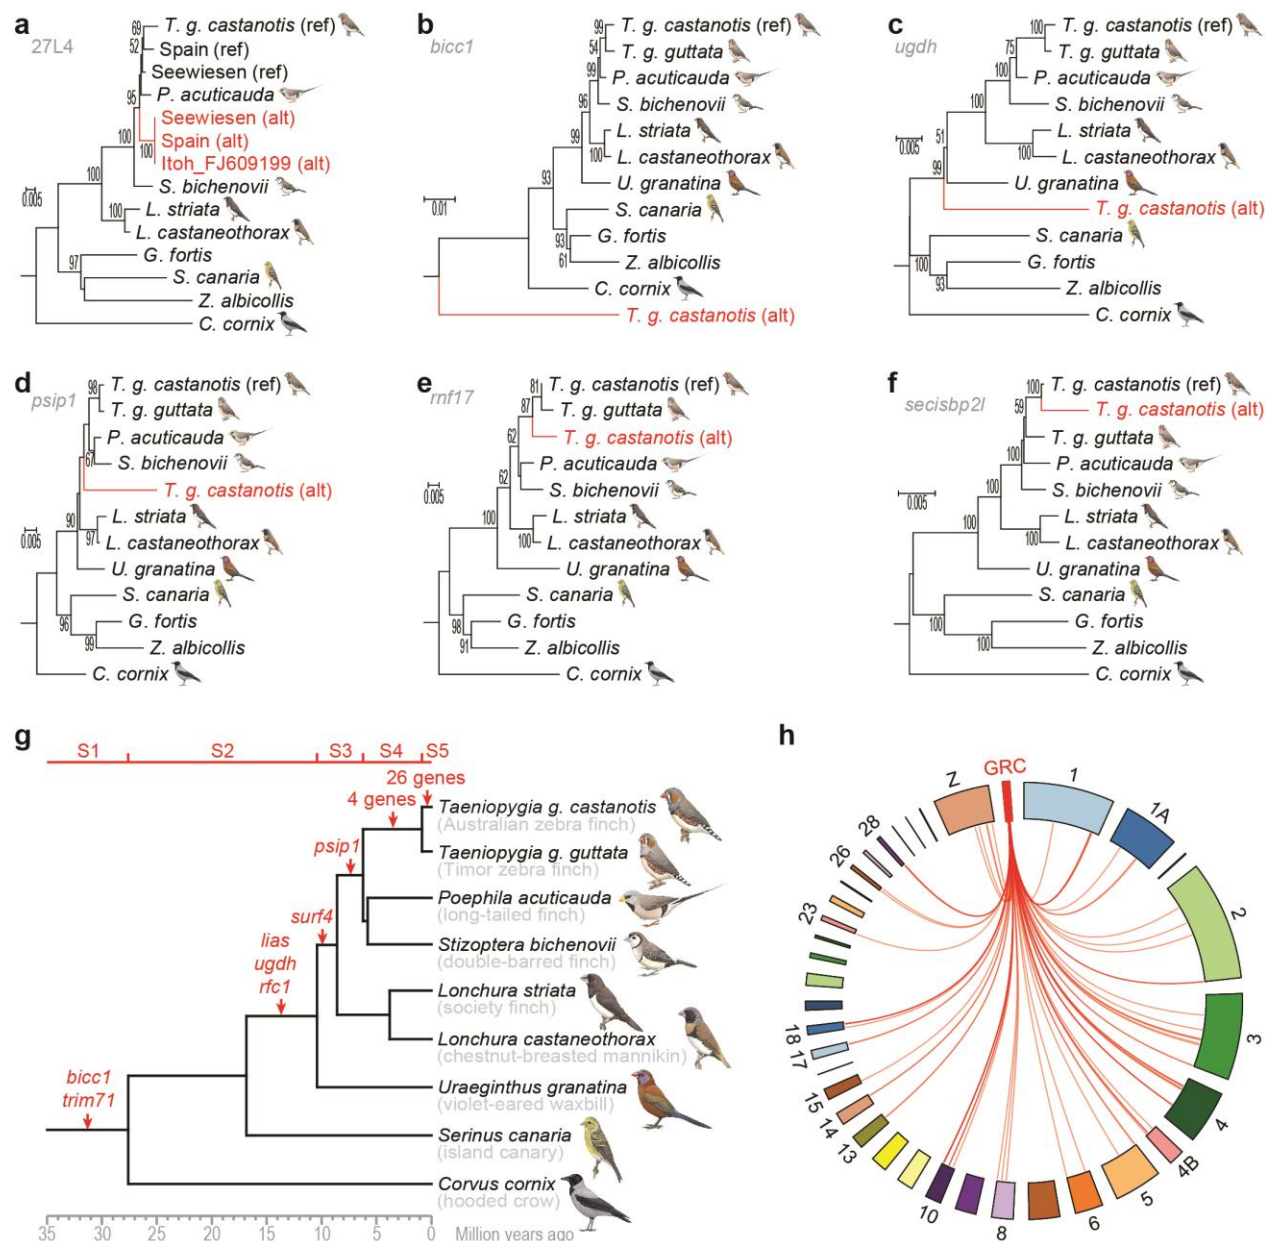 a
27L4
69
T. g. castanotis (ref)
52
Spain (ref)
Seewiesen (ref)
P. acuticauda
95
Seewiesen (alt)
100
Spain (alt)
100
Itoh_FJ609199 (alt)
100
S. bichenovii
0.005
100
L. striata
L. castaneothorax
G. fortis
97
S. canaria
Z. albicollis
C. cornix
b
bicc1
99
T. g. castanotis (ref)
54
T. g. guttata
99
P. acuticauda
96
S. bichenovii
99
L. striata
100
L. castaneothorax
93
U. granatina
0.01
S. canaria
93
G. fortis
61
Z. albicollis
C. cornix
T. g. castanotis (alt)
c
ugdh
100
T. g. castanotis (ref)
75
T. g. guttata
100
P. acuticauda
100
S. bichenovii
0.005
51
L. striata
100
L. castaneothorax
99
U. granatina
T. g. castanotis (alt)
S. canaria
100
G. fortis
93
Z. albicollis
C. cornix
d
psip1
98
T. g. castanotis (ref)
T. g. guttata
P. acuticauda
67
S. bichenovii
T. g. castanotis (alt)
90
L. striata
0.005
97
L. castaneothorax
U. granatina
S. canaria
96
G. fortis
99
Z. albicollis
C. cornix
e
rnf17
81
T. g. castanotis (ref)
87
T. g. guttata
62
T. g. castanotis (alt)
P. acuticauda
62
S. bichenovii
0.005
100
L. striata
100
L. castaneothorax
U. granatina
S. canaria
98
G. fortis
91
Z. albicollis
C. cornix
f
secisbp2l
100
T. g. castanotis (ref)
59
T. g. castanotis (alt)
T. g. guttata
100
P. acuticauda
100
S. bichenovii
0.005
100
L. striata
100
L. castaneothorax
U. granatina
S. canaria
100
G. fortis
100
Z. albicollis
C. cornix
g
S1 S2 S3 S4 S5
26 genes
4 genes
Taeniopygia g. castanotis
(Australian zebra finch)
psip1
Taeniopygia g. guttata
(Timor zebra finch)
Poephila acuticauda
(long-tailed finch)
surf4
Stizoptera bichenovii
(double-barred finch)
lias
ugdh
rfc1
Lonchura striata
(society finch)
Lonchura castaneothorax
(chestnut-breasted mannikin)
bicc1
trim71
Uraeginthus granatina
(violet-eared waxbill)
Serinus canaria
(island canary)
Corvus cornix
(hooded crow)
35 30 25 20 15 10 5 0 Million years ago
h
GRC
1
1A
2
3
4
4B
5
6
8
10
13
14
15
17
18
23
26
28
Z